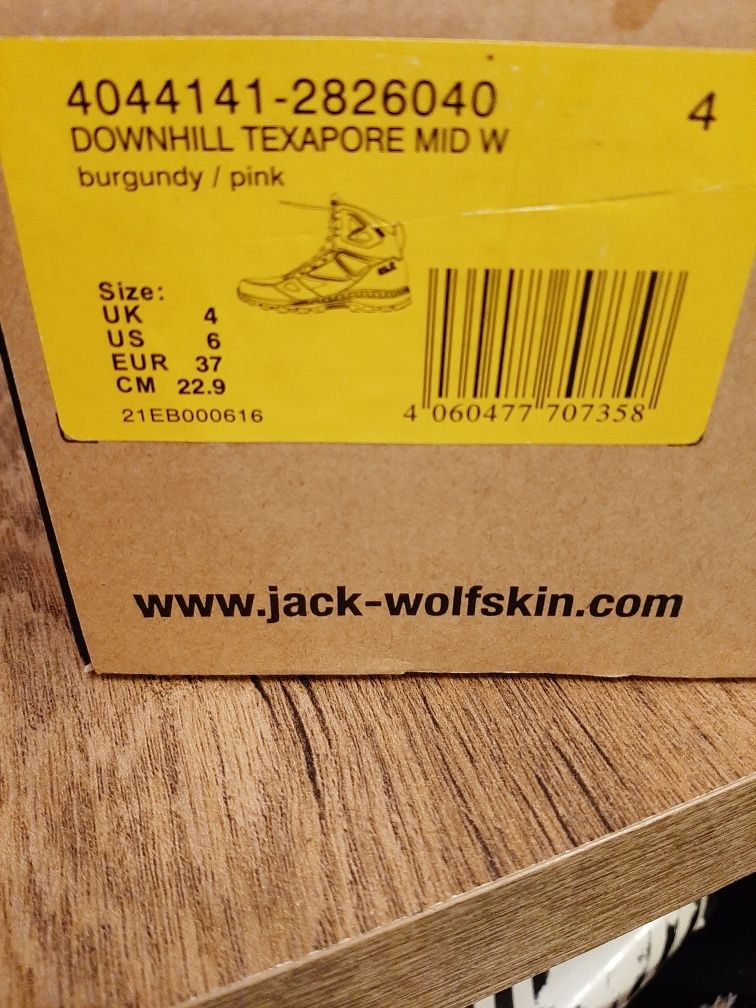 4044141-2826040
4
DOWNHILL TEXAPORE MID W
burgundy / pink
Size:
UK 4
US 6
EUR 37
CM 22.9
21EB000616
4 060477 707358
www.jack-wolfskin.com